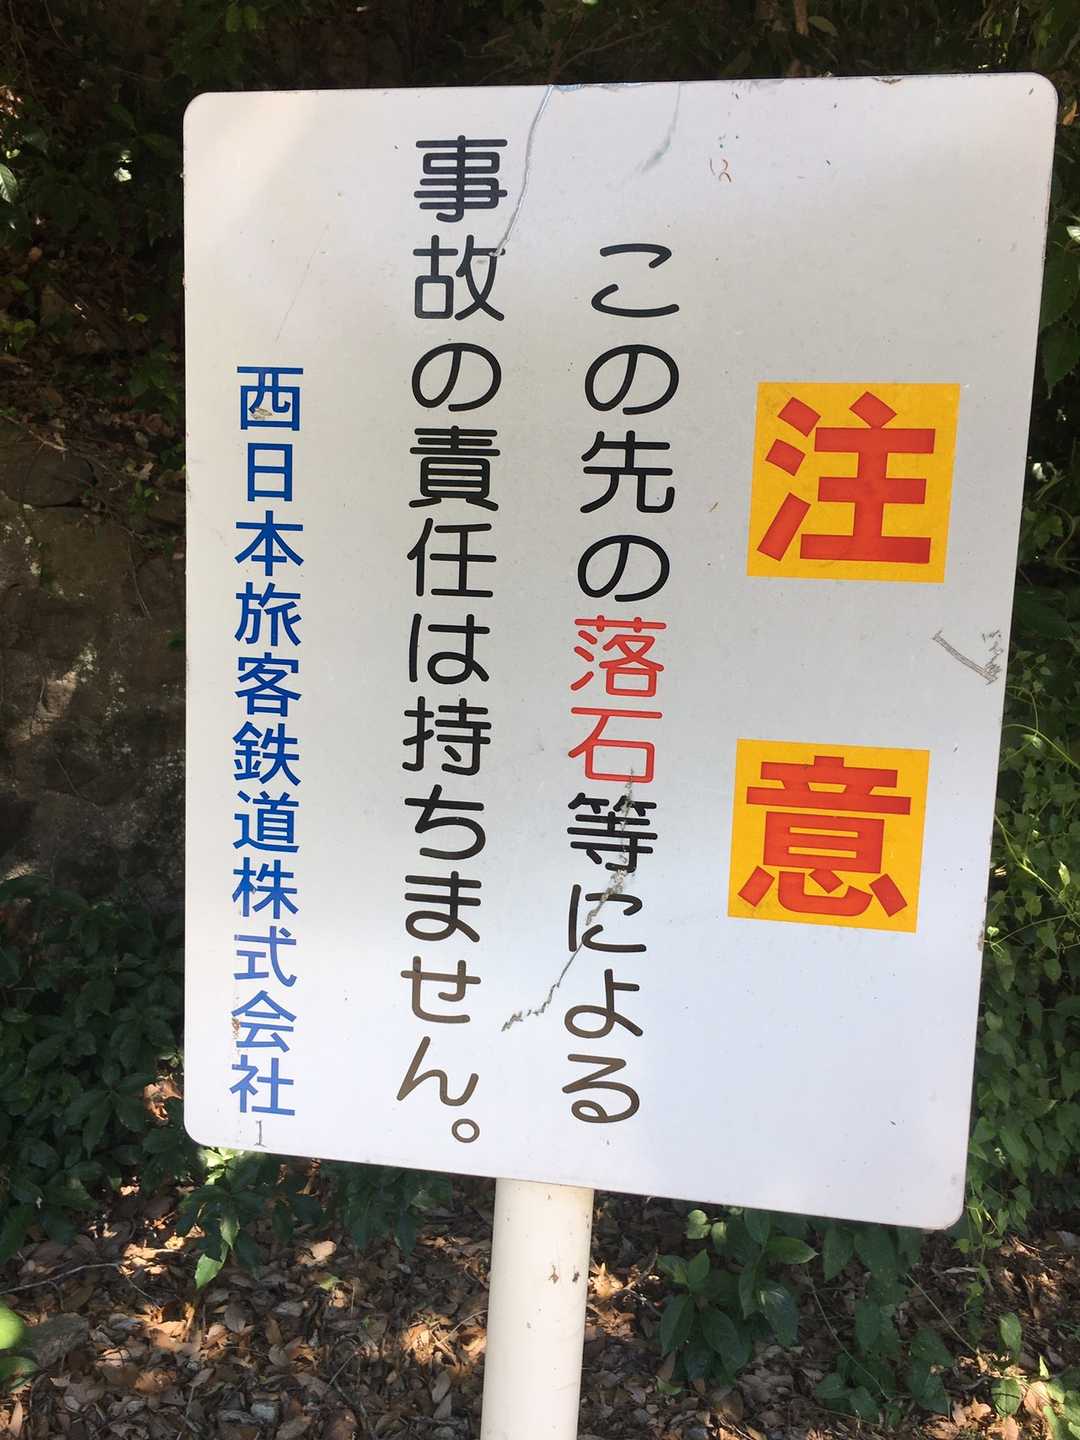 注意
この先の落石等による
事故の責任は持ちません。
西日本旅客鉄道株式会社